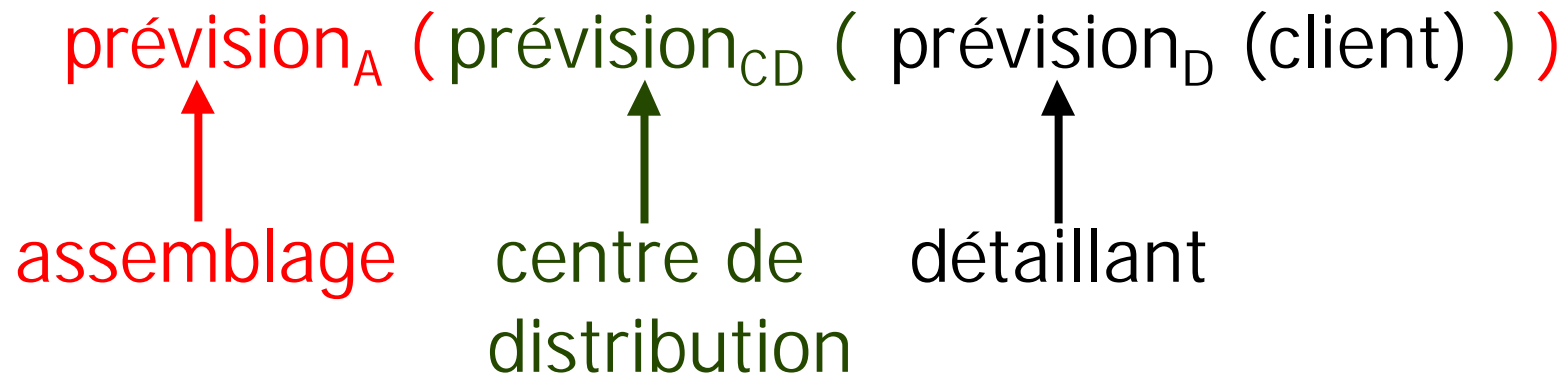 prévisionA (prévisionCD ( prévisionD (client) ) )
assemblage centre de détaillant
distribution